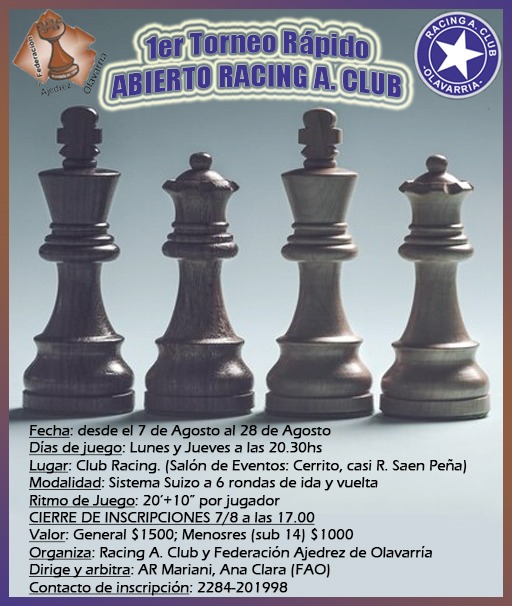 1er Torneo Rápido
ABIERTO RACING A. CLUB
Federación
Ajedrez Olavarria
RACING A. CLUB
-OLAVARRIA-
Fecha: desde el 7 de Agosto al 28 de Agosto
Días de juego: Lunes y Jueves a las 20.30hs
Lugar: Club Racing. (Salón de Eventos: Cerrito, casi R. Saen Peña)
Modalidad: Sistema Suizo a 6 rondas de ida y vuelta
Ritmo de Juego: 20'+10" por jugador
CIERRE DE INSCRIPCIONES 7/8 a las 17.00
Valor: General $1500; Menosres (sub 14) $1000
Organiza: Racing A. Club y Federación Ajedrez de Olavarría
Dirige y arbitra: AR Mariani, Ana Clara (FAO)
Contacto de inscripción: 2284-201998